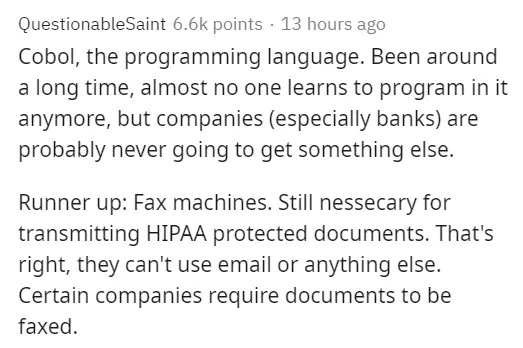 QuestionableSaint 6.6k points · 13 hours ago
Cobol, the programming language. Been around
a long time, almost no one learns to program in it
anymore, but companies (especially banks) are
probably never going to get something else.
Runner up: Fax machines. Still nessecary for
transmitting HIPAA protected documents. That's
right, they can't use email or anything else.
Certain companies require documents to be
faxed.